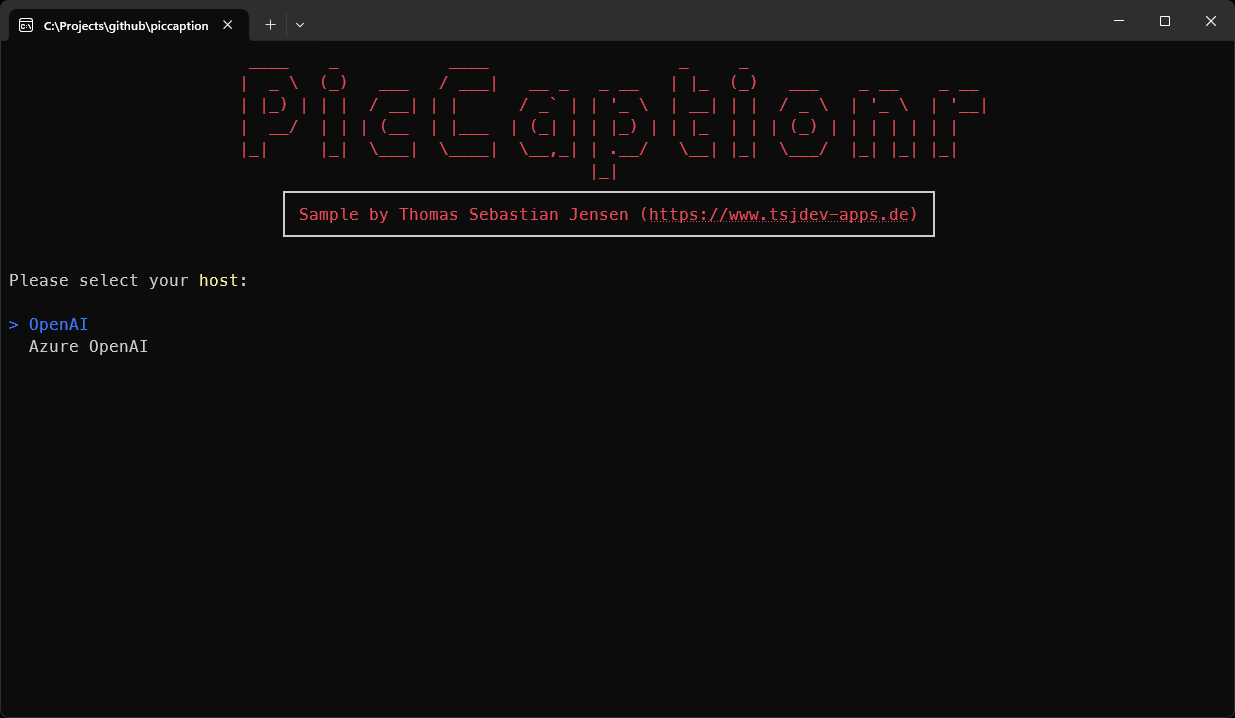 C:\Projects\github\piccaption
PicCaptionr
Sample by Thomas Sebastian Jensen (https://www.tsjdev-apps.de)
Please select your host:
> OpenAI
Azure OpenAI